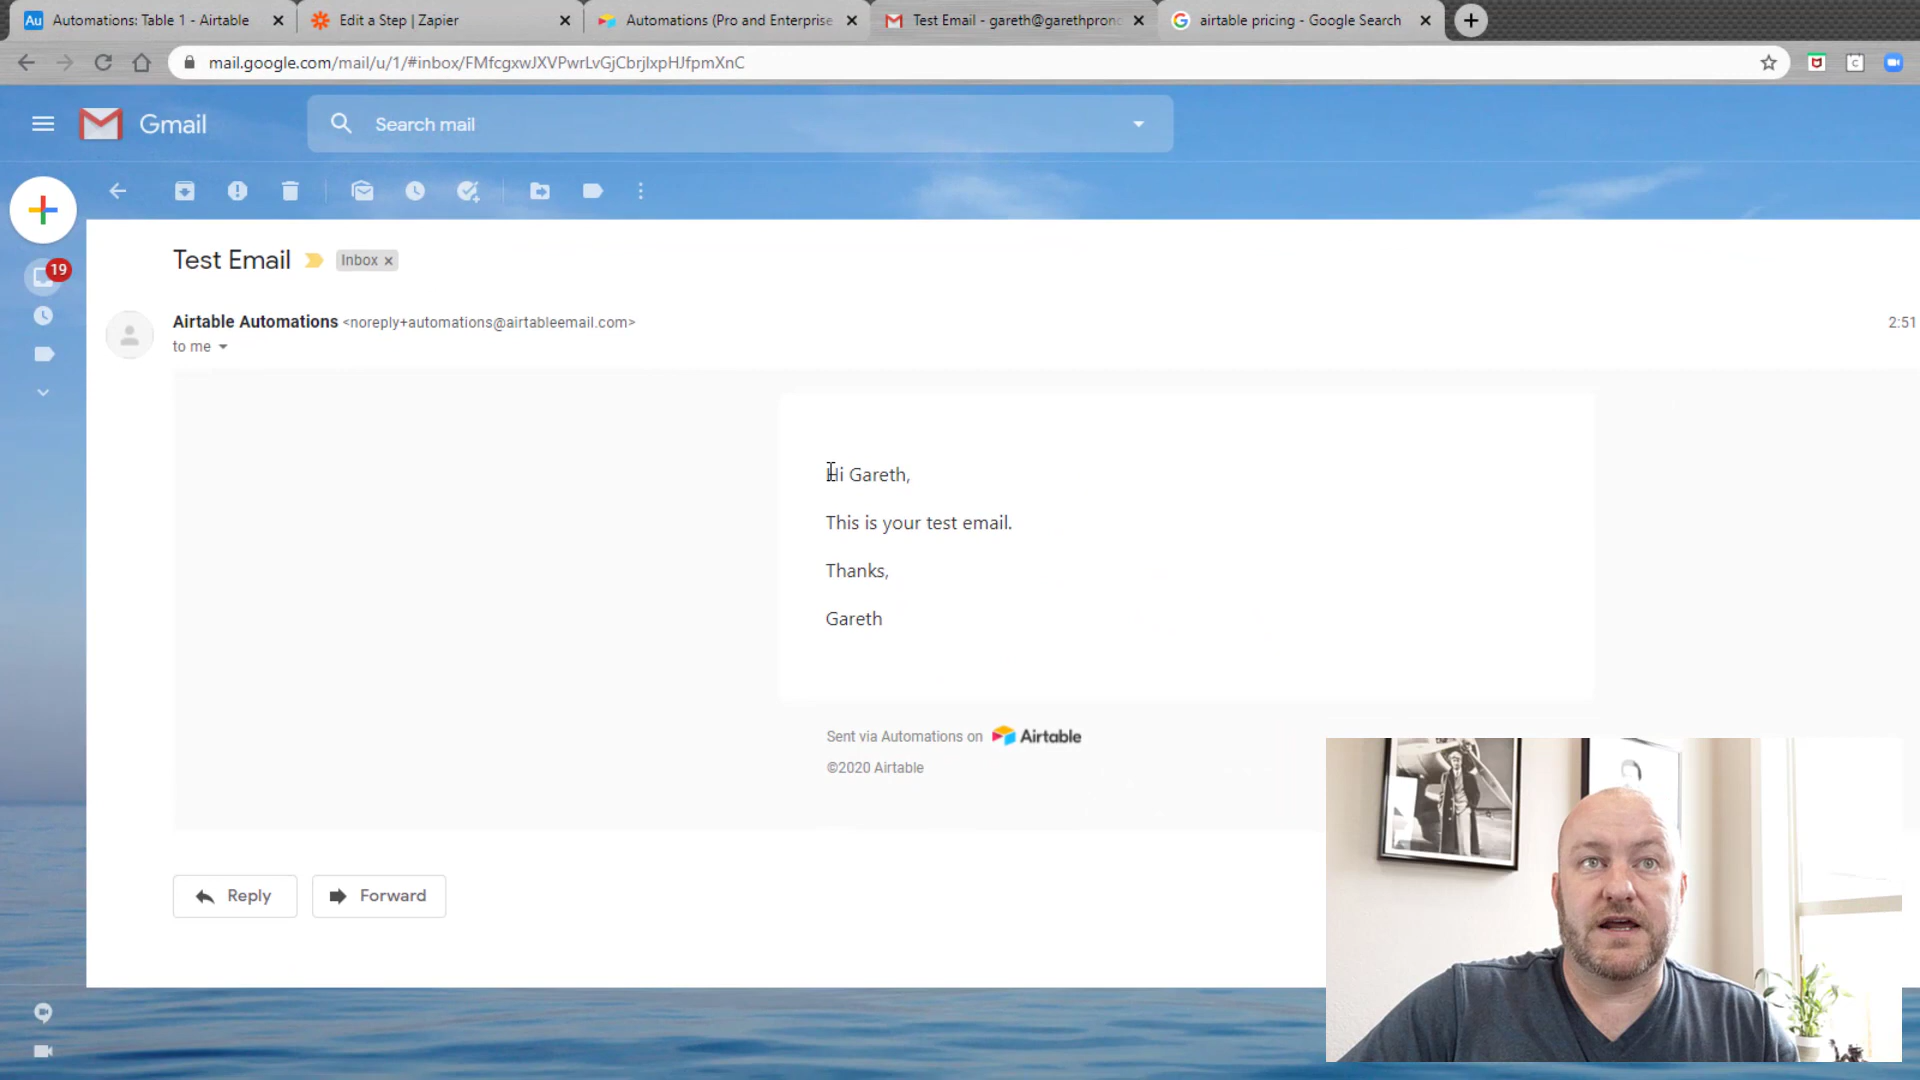 Au Automations: Table 1 - Airtable
Edit a Step | Zapier
Automations (Pro and Enterprise
Test Email - gareth@garethpronc
airtable pricing - Google Search
mail.google.com/mail/u/1/#inbox/FMfcgxwJXVPwrLvGjCbrjlxpHJfpmXnC
Gmail
Search mail
19
Test Email
Inbox ×
Airtable Automations <noreply+automations@airtableemail.com>
2:51
to me
Hi Gareth,
This is your test email.
Thanks,
Gareth
Sent via Automations on Airtable
©2020 Airtable
Reply
Forward